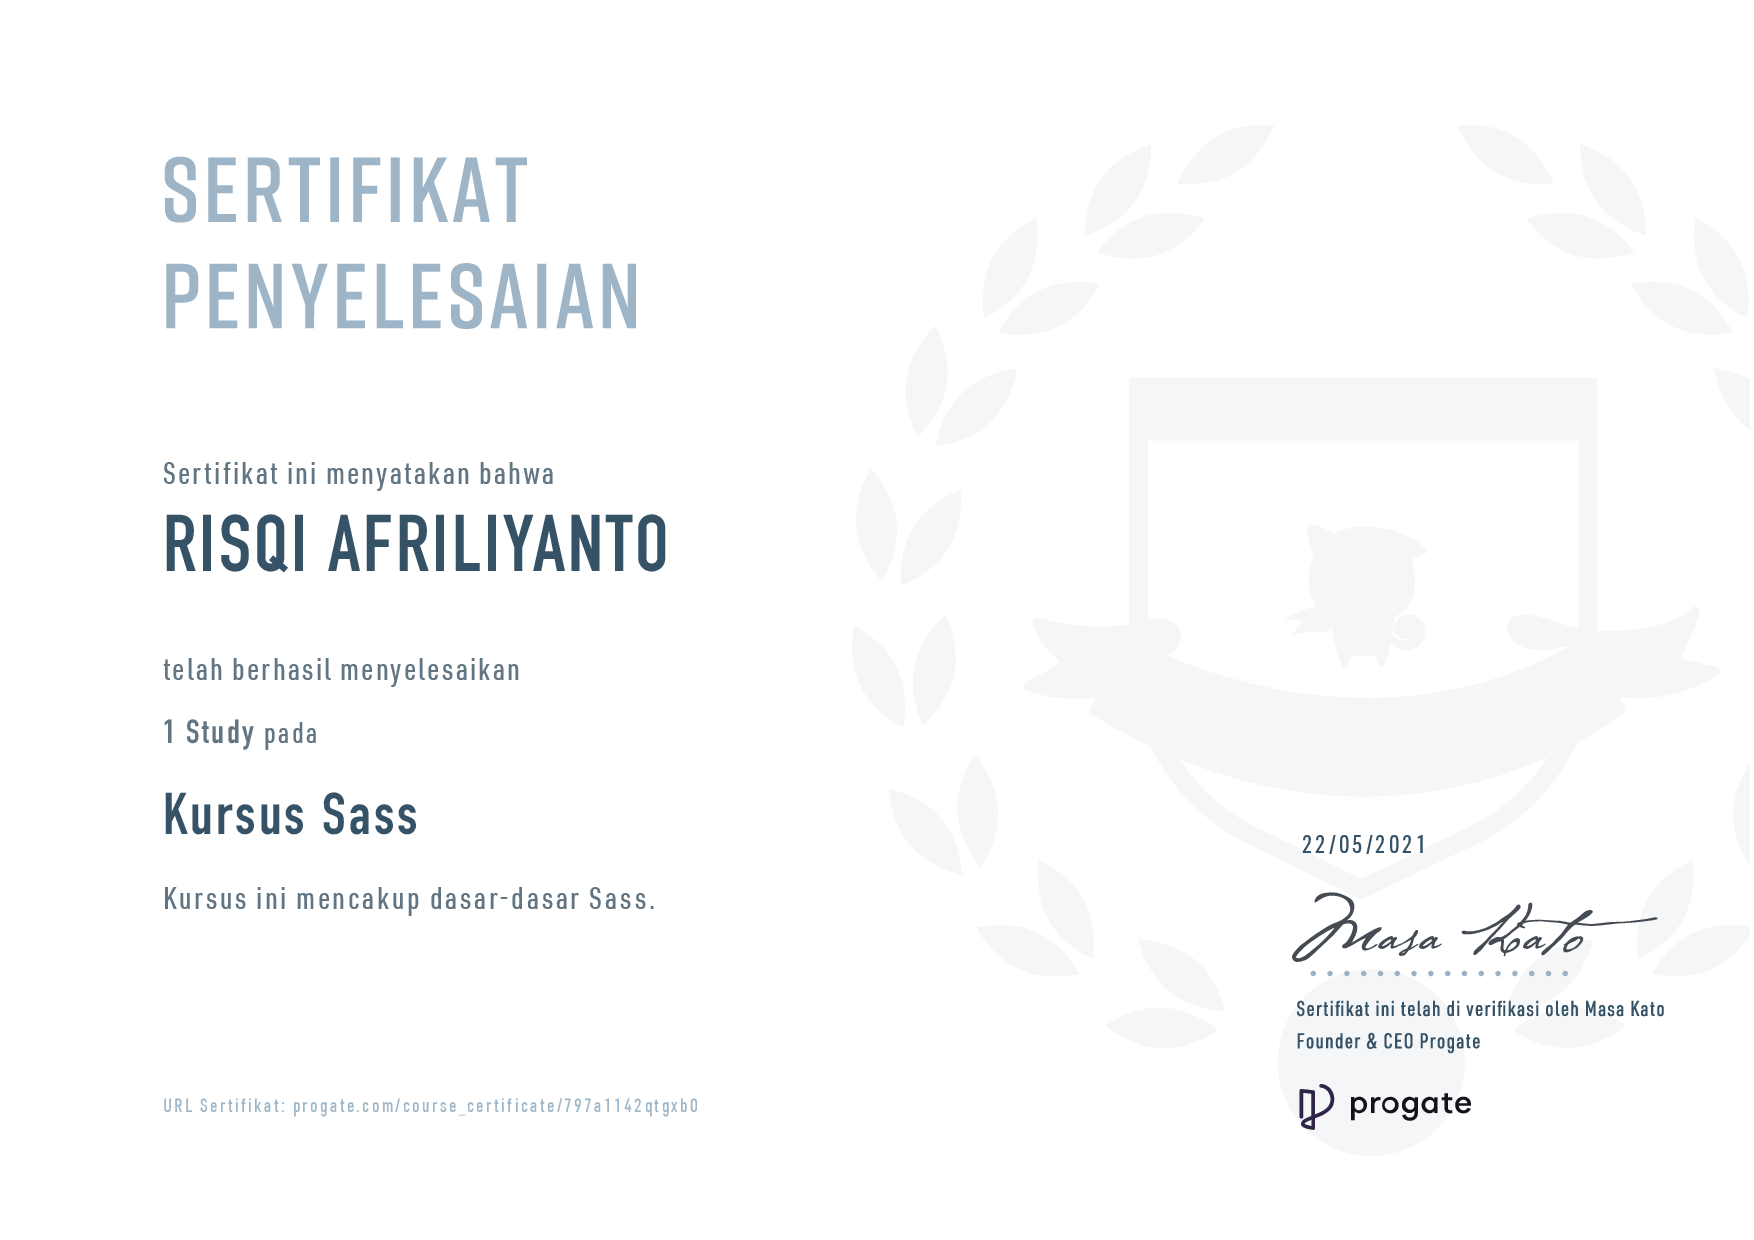 SERTIFIKAT
PENYELESAIAN
Sertifikat ini menyatakan bahwa
RISQI AFRILIYANTO
telah berhasil menyelesaikan
1 Study pada
Kursus Sass
Kursus ini mencakup dasar-dasar Sass.
22/05/2021
Masa Kato
Sertifikat ini telah di verifikasi oleh Masa Kato
Founder & CEO Progate
progate
URL Sertifikat: progate.com/course_certificate/797a1142qtgxb0